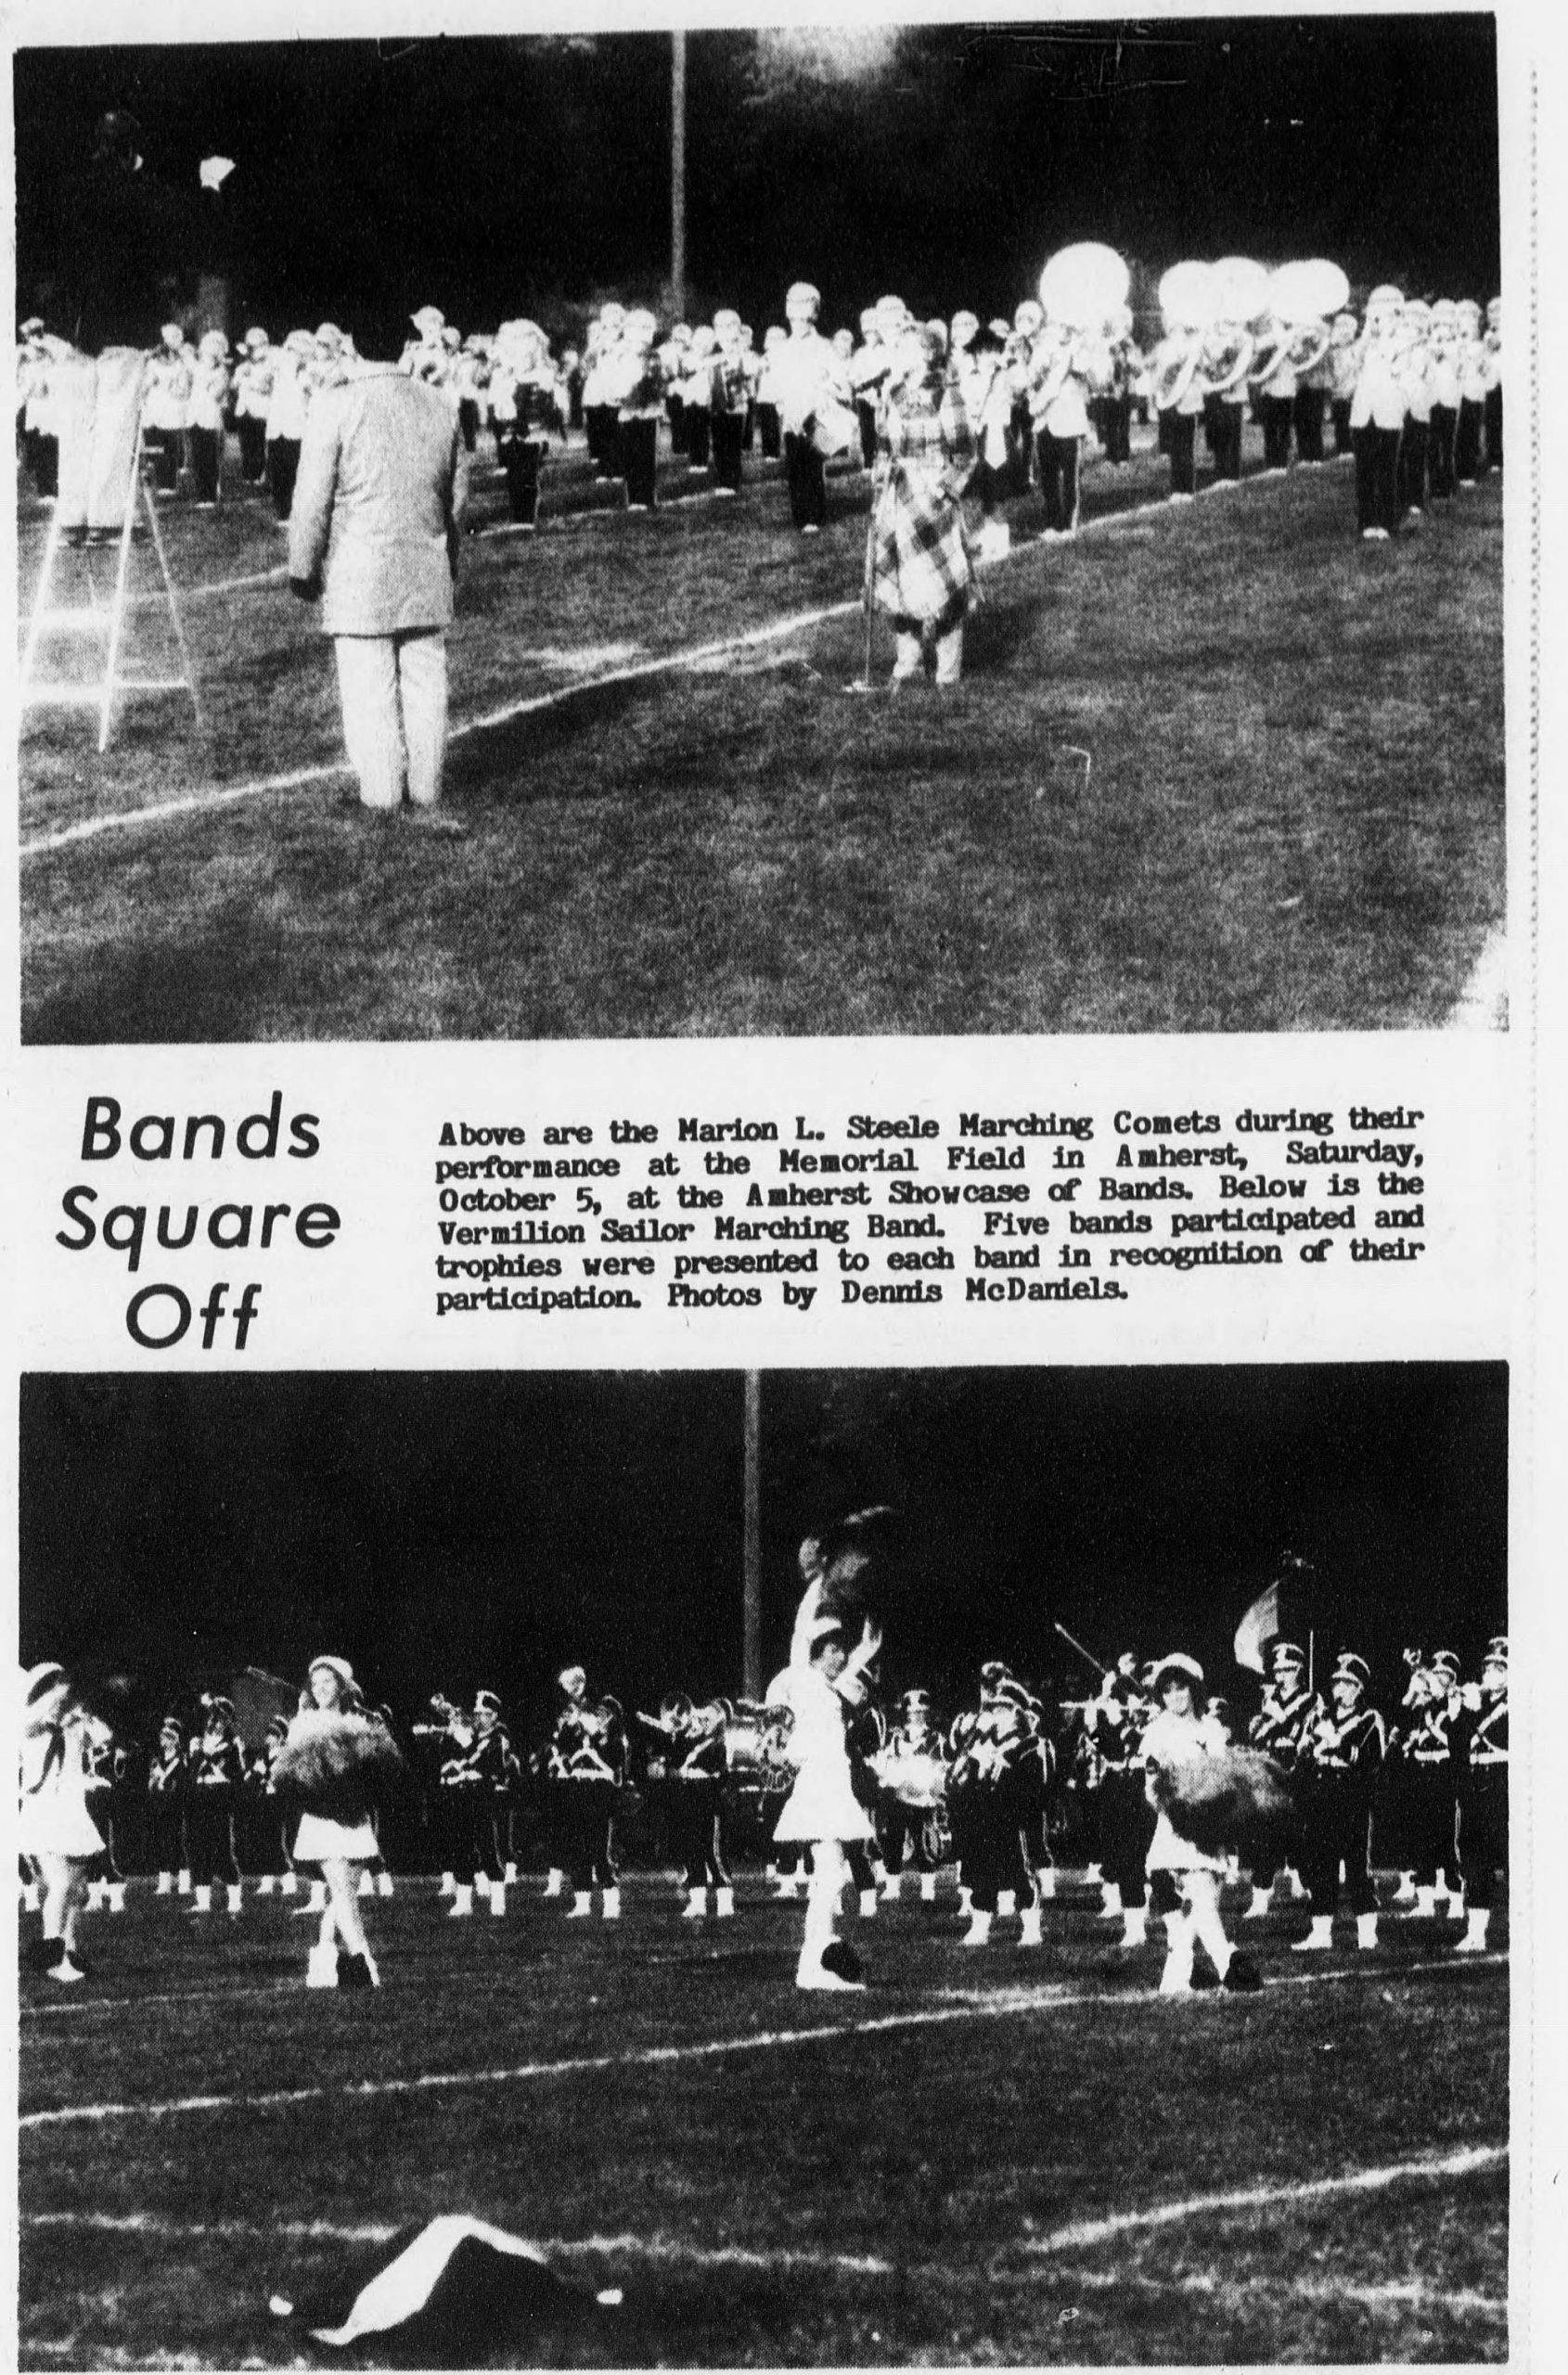 Bands
Square
Off
Above are the Marion L. Steele Marching Comets during their
performance at the Memorial Field in Amherst, Saturday,
October 5, at the Amherst Showcase of Bands. Below is the
Vermilion Sailor Marching Band. Five bands participated and
trophies were presented to each band in recognition of their
participation. Photos by Dennis McDaniels.